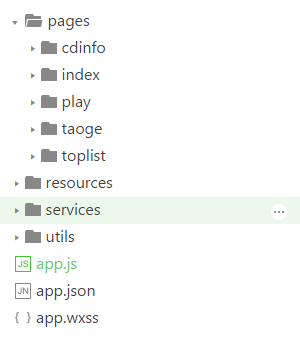 pages
cdinfo
index
play
taoge
toplist
resources
services
utils
JS app.js
JN app.json
{ } app.wxss